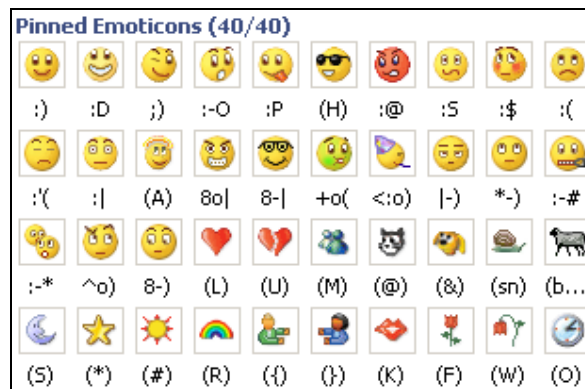 Pinned Emoticons (40/40)
:) :D ;) :-O :P (H) :@ :S :$ :(
:'( :| (A) 8o| 8-| +o( <:o) |-) *-) :-#
:-* ^o) 8-) (L) (U) (M) (@) (&) (sn) (b...
(S) (*) (#) (R) ({) (}) (K) (F) (W) (O)